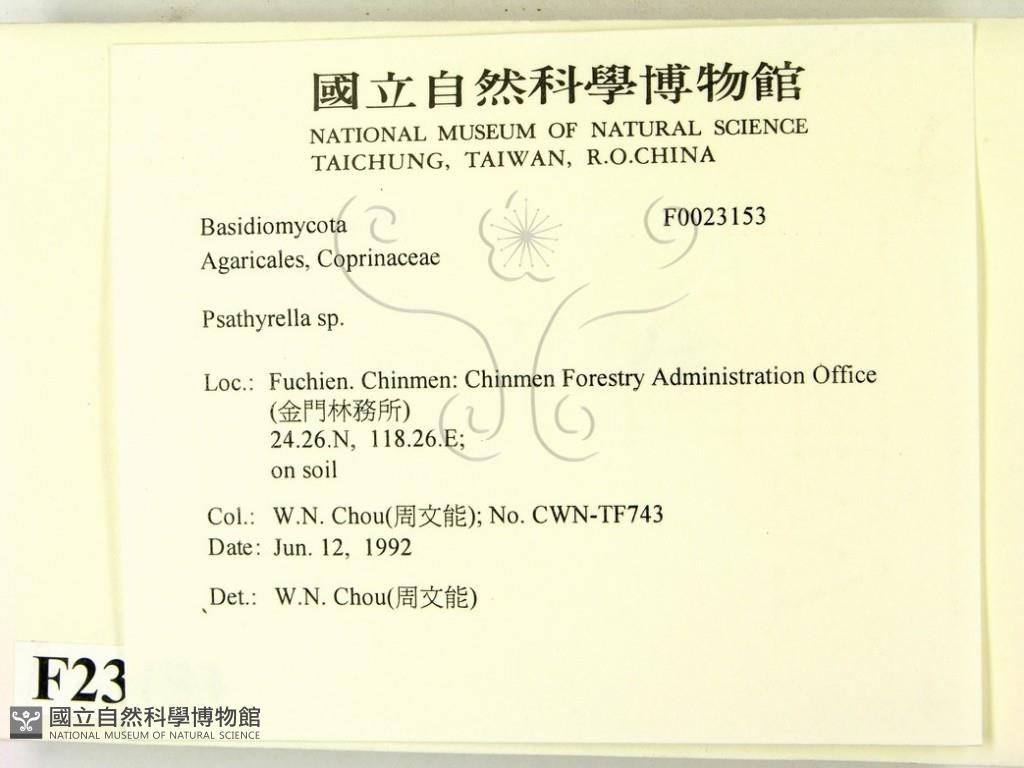 國立自然科學博物館
NATIONAL MUSEUM OF NATURAL SCIENCE
TAICHUNG, TAIWAN, R.O.CHINA
Basidiomycota F0023153
Agaricales, Coprinaceae
Psathyrella sp.
Loc.: Fuchien. Chinmen: Chinmen Forestry Administration Office
(金門林務所)
24.26.N, 118.26.E;
on soil
Col.: W.N. Chou(周文能); No. CWN-TF743
Date: Jun. 12, 1992
Det.: W.N. Chou(周文能)
F23
國立自然科學博物館
NATIONAL MUSEUM OF NATURAL SCIENCE